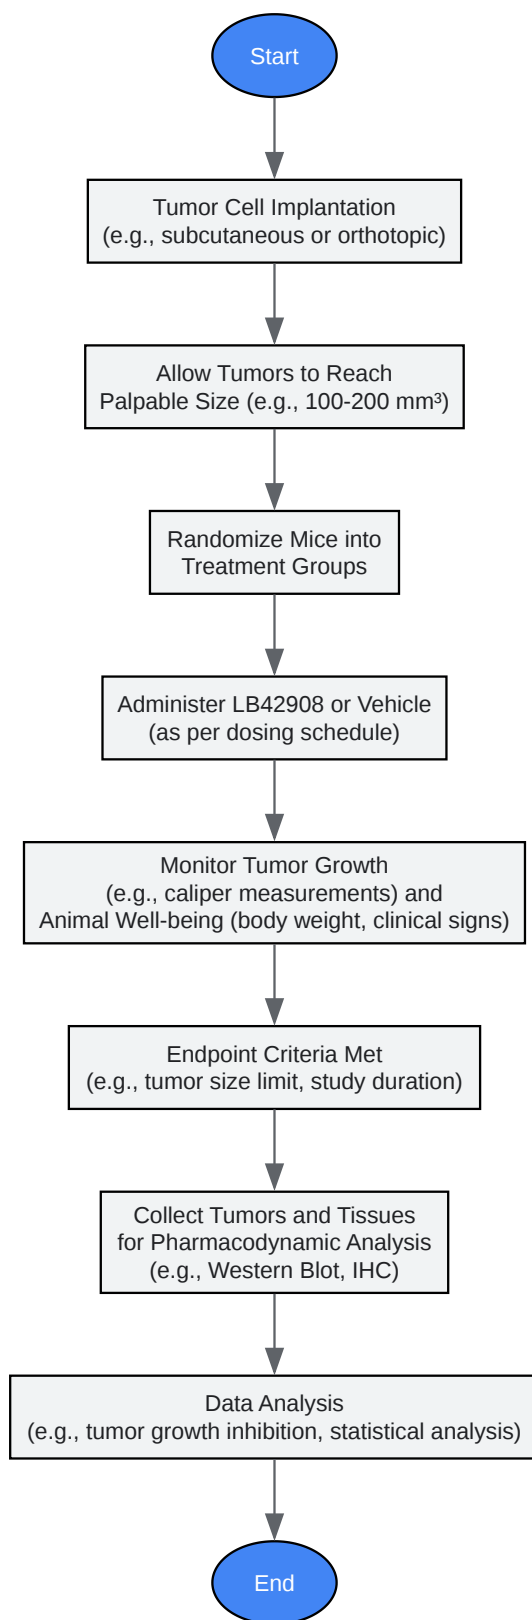 Start
Tumor Cell Implantation
(e.g., subcutaneous or orthotopic)
Allow Tumors to Reach
Palpable Size (e.g., 100-200 mm³)
Randomize Mice into
Treatment Groups
Administer LB42908 or Vehicle
(as per dosing schedule)
Monitor Tumor Growth
(e.g., caliper measurements) and
Animal Well-being (body weight, clinical signs)
Endpoint Criteria Met
(e.g., tumor size limit, study duration)
Collect Tumors and Tissues
for Pharmacodynamic Analysis
(e.g., Western Blot, IHC)
Data Analysis
(e.g., tumor growth inhibition, statistical analysis)
End